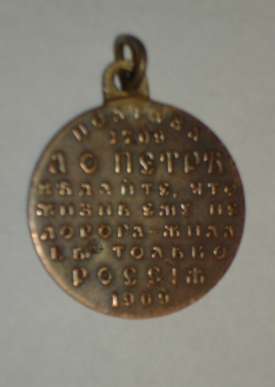 ПОЛТАВА
1709
А О ПЕТРѢ
ВѢДАЙТЕ, ЧТО
ЖИЗНЬ ЕМУ НЕ
ДОРОГА-ЖИЛА
БЫ ТОЛЬКО
РОССІЯ
1909